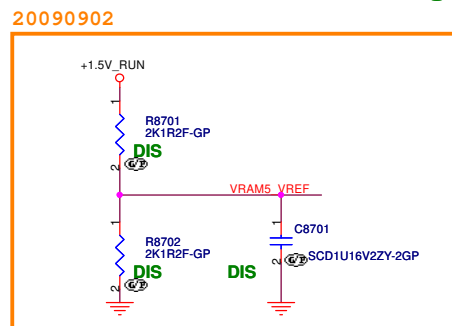 20090902
+1.5V_RUN
1
R8701
2K1R2F-GP
DIS
2
G/P
VRAM5_VREF
1
R8702
2K1R2F-GP
DIS
2
G/P
1
C8701
SCD1U16V2ZY-2GP
DIS
2
G/P